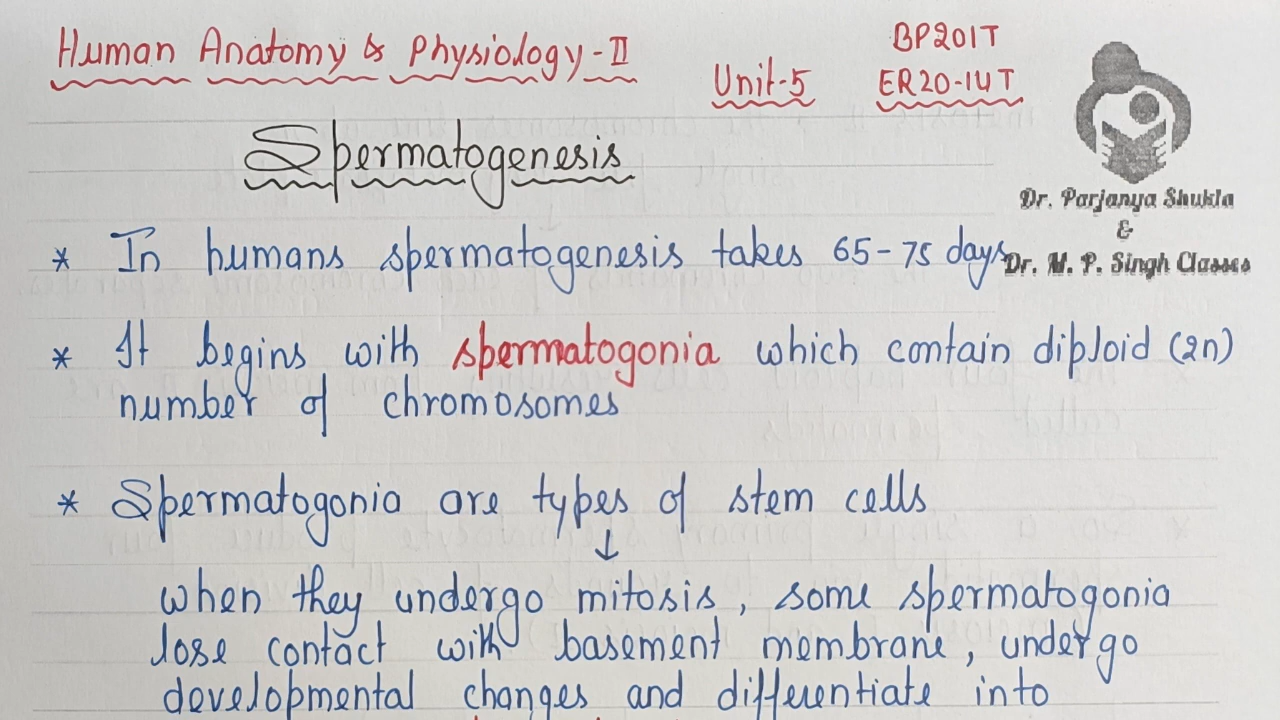 Human Anatomy & Physiology-II
Unit-5
BP201T
ER20-14T
Dr. Parjanya Shukla
&
Dr. M. P. Singh Classes
Spermatogenesis
* In humans spermatogenesis takes 65-75 days
* It begins with spermatogonia which contain diploid (2n)
number of chromosomes
* Spermatogonia are types of stem cells
↓
when they undergo mitosis, some spermatogonia
lose contact with basement membrane, undergo
developmental changes and differentiate into